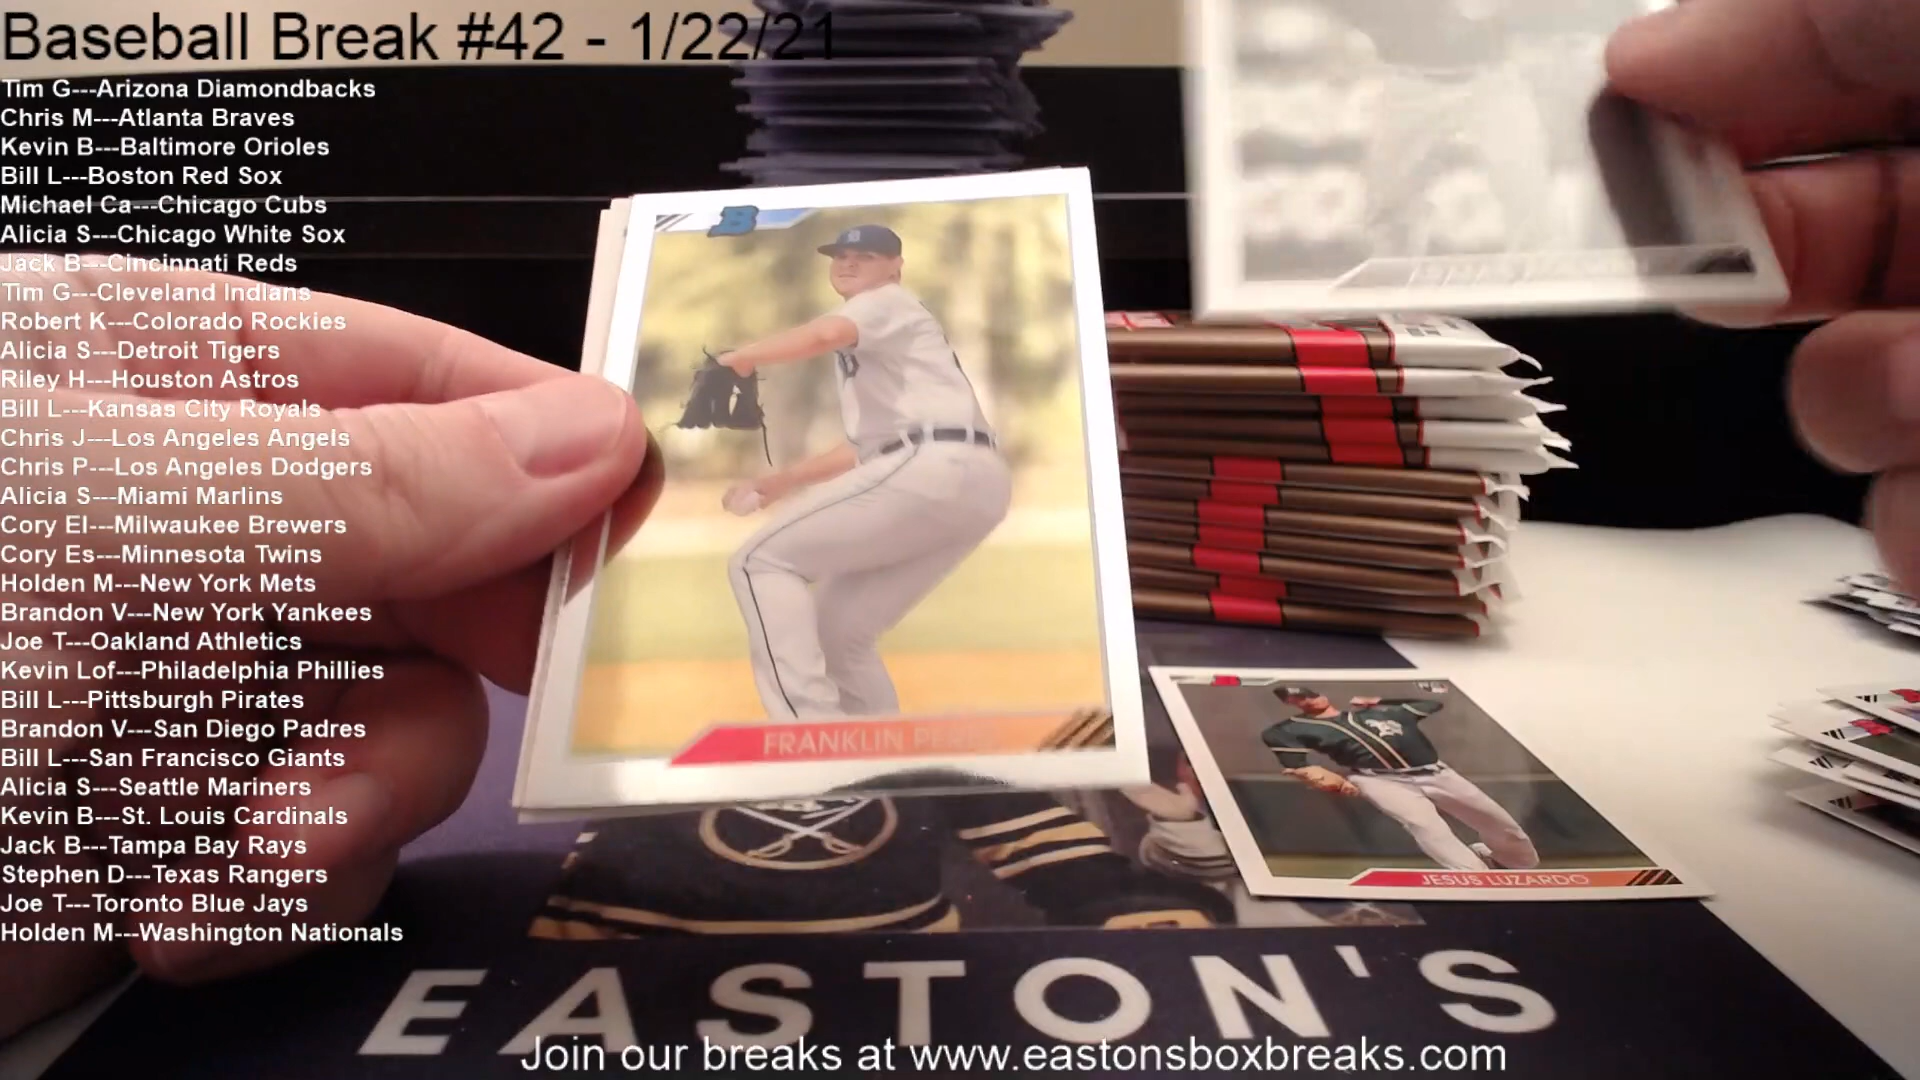 Baseball Break #42 - 1/22/21
Tim G---Arizona Diamondbacks
Chris M---Atlanta Braves
Kevin B---Baltimore Orioles
Bill L---Boston Red Sox
Michael Ca---Chicago Cubs
Alicia S---Chicago White Sox
Jack B---Cincinnati Reds
Tim G---Cleveland Indians
Robert K---Colorado Rockies
Alicia S---Detroit Tigers
Riley H---Houston Astros
Bill L---Kansas City Royals
Chris J---Los Angeles Angels
Chris P---Los Angeles Dodgers
Alicia S---Miami Marlins
Cory El---Milwaukee Brewers
Cory Es---Minnesota Twins
Holden M---New York Mets
Brandon V---New York Yankees
Joe T---Oakland Athletics
Kevin Lof---Philadelphia Phillies
Bill L---Pittsburgh Pirates
Brandon V---San Diego Padres
Bill L---San Francisco Giants
Alicia S---Seattle Mariners
Kevin B---St. Louis Cardinals
Jack B---Tampa Bay Rays
Stephen D---Texas Rangers
Joe T---Toronto Blue Jays
Holden M---Washington Nationals
B
FRANKLIN
JESUS LUZARDO
EASTON'S
Join our breaks at www.eastonsboxbreaks.com